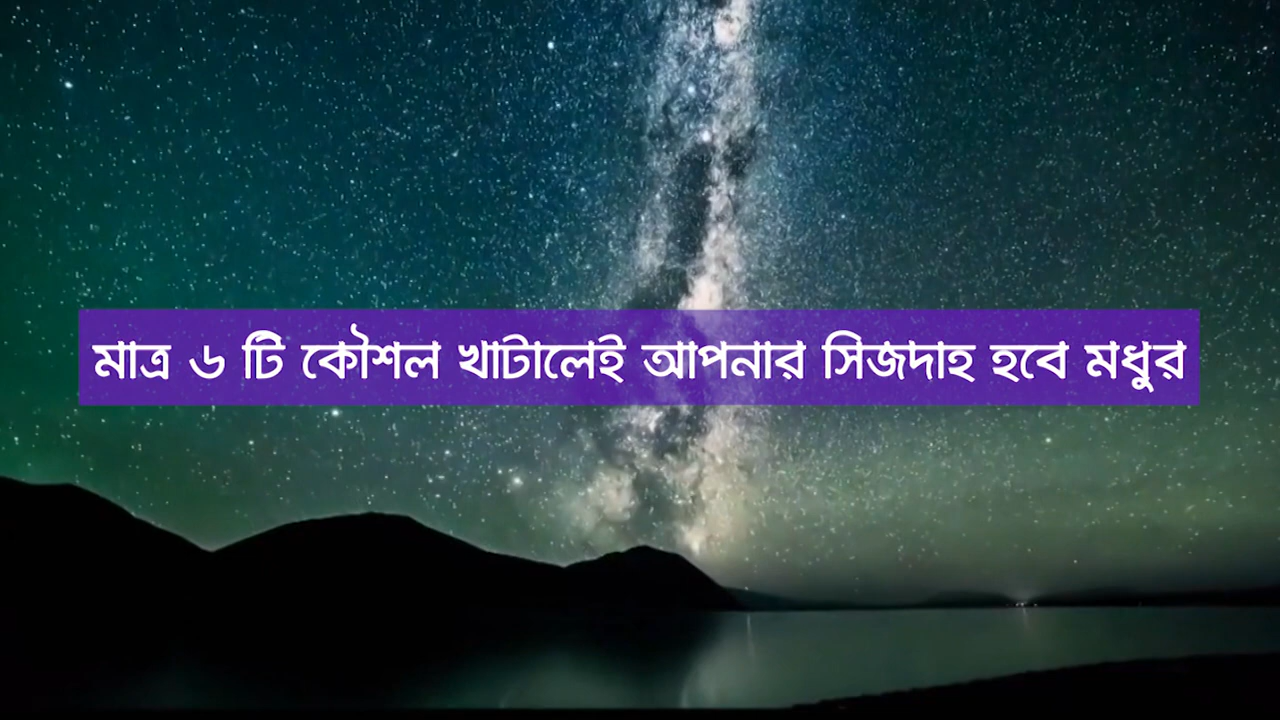 মাত্র ৬ টি কৌশল খাটালেই আপনার সিজদাহ হবে মধুর